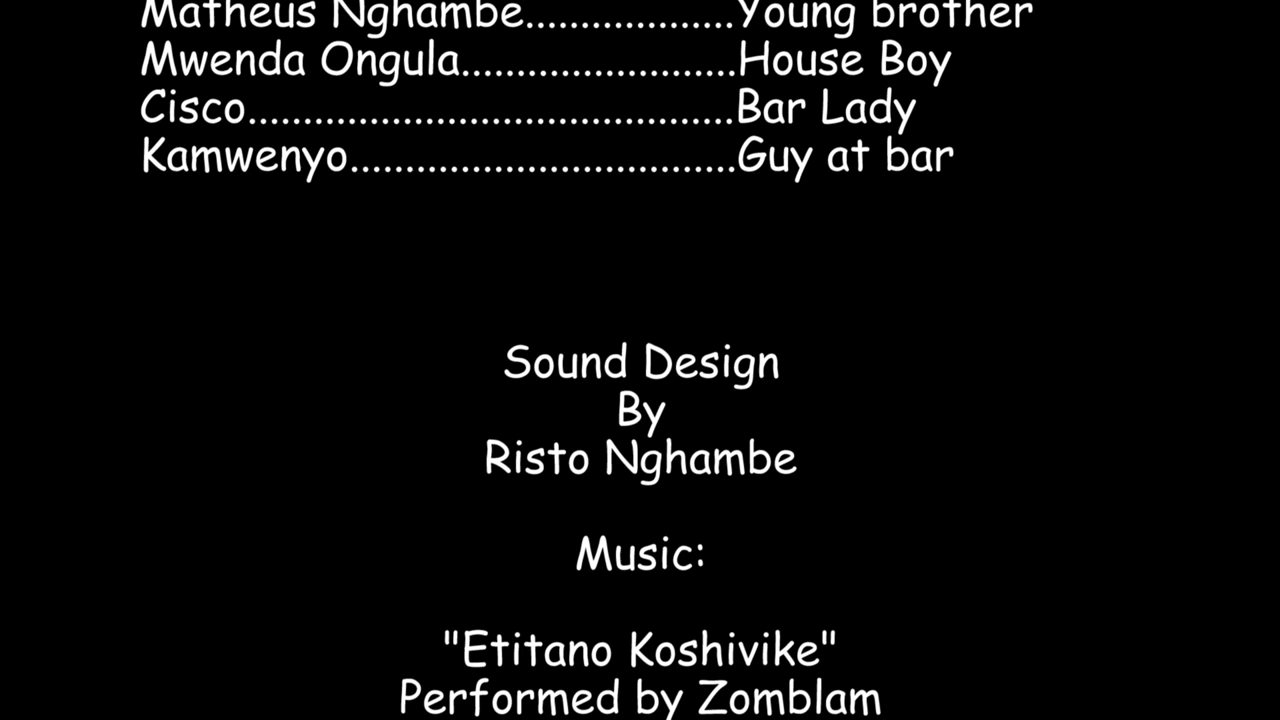 Matheus Nghambe...................Young brother
Mwenda Ongula.........................House Boy
Cisco............................................Bar Lady
Kamwenyo...................................Guy at bar
Sound Design
By
Risto Nghambe
Music:
"Etitano Koshivike"
Performed by Zomblam